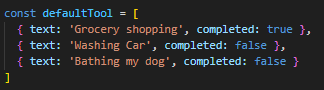 const defaultTool = [
  { text: 'Grocery shopping', completed: true },
  { text: 'Washing Car', completed: false },
  { text: 'Bathing my dog', completed: false }
]